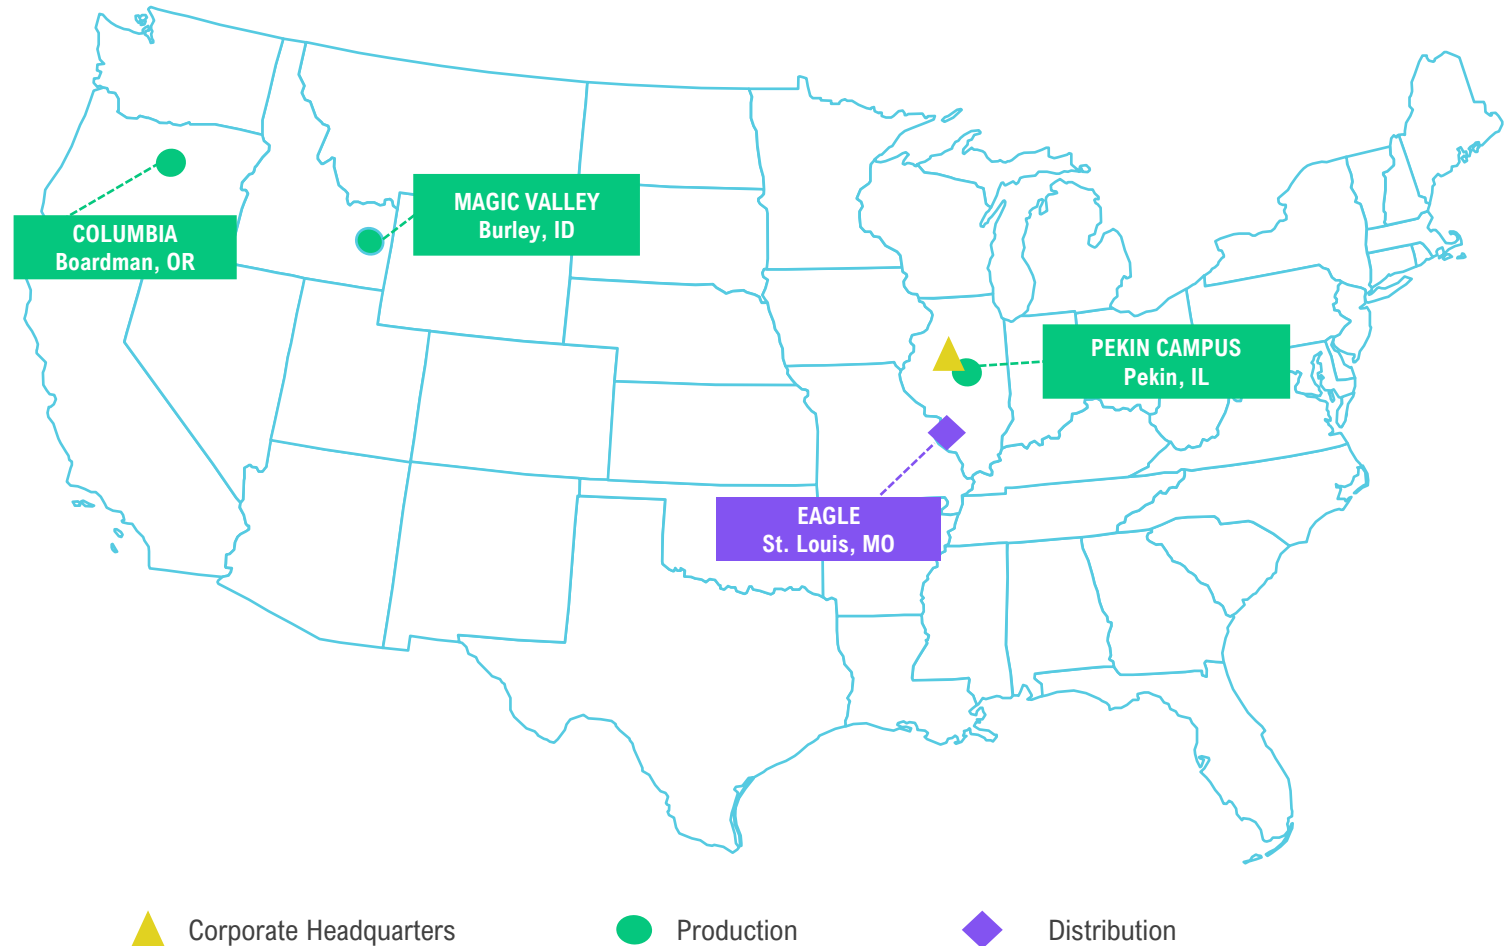 MAGIC VALLEY
Burley, ID
COLUMBIA
Boardman, OR
PEKIN CAMPUS
Pekin, IL
EAGLE
St. Louis, MO
Corporate Headquarters
Production
Distribution